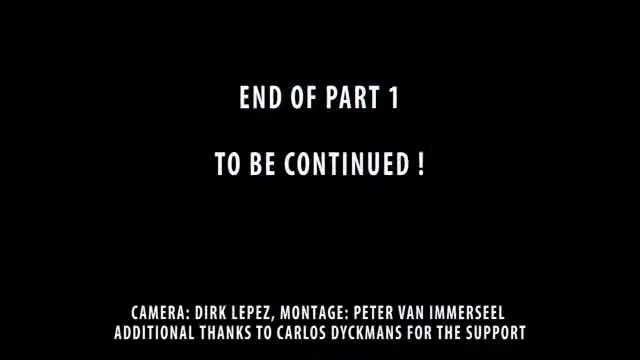 END OF PART 1
TO BE CONTINUED !
CAMERA: DIRK LEPEZ, MONTAGE: PETER VAN IMMERSEEL
ADDITIONAL THANKS TO CARLOS DYCKMANS FOR THE SUPPORT